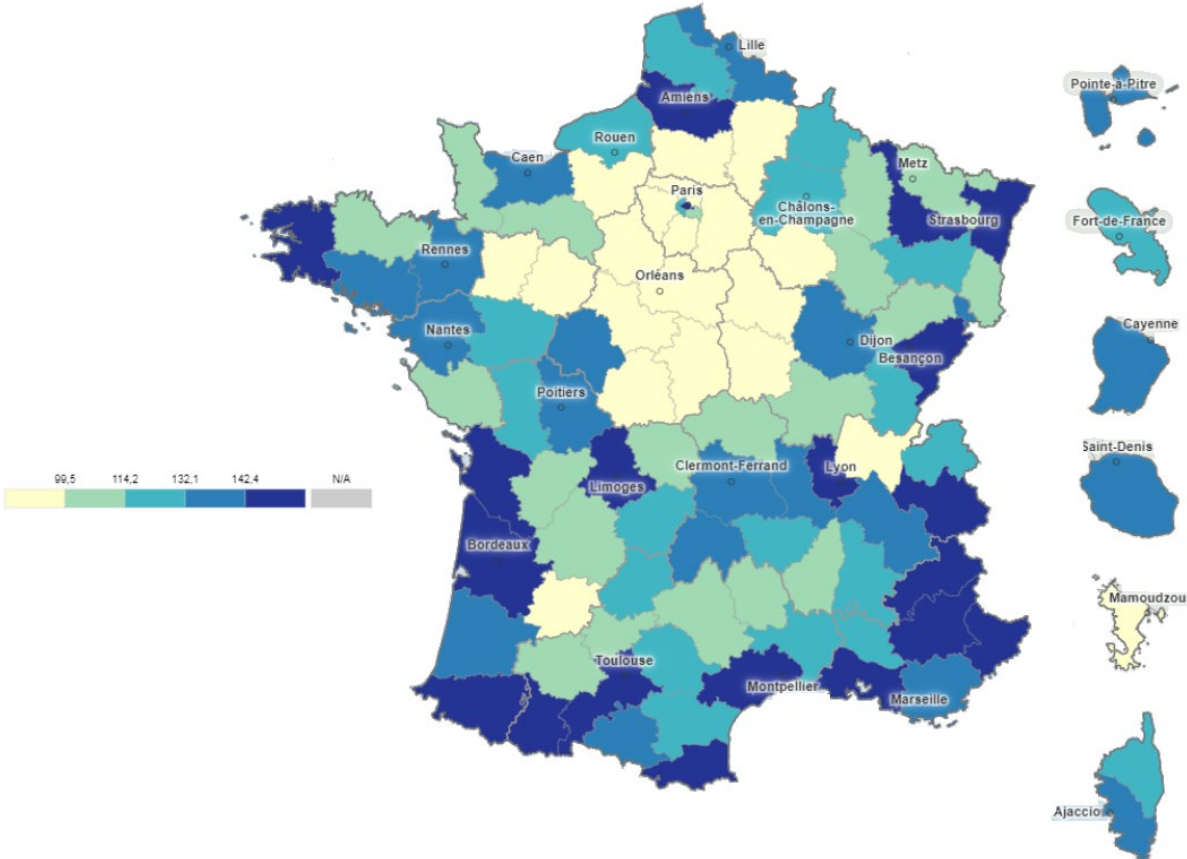 Lille
Pointe-à-Pitre
Amiens
Rouen
Caen
Metz
Paris
Châlons-
en-Champagne
Strasbourg
Fort-de-France
Rennes
Orléans
Cayenne
Nantes
Dijon
Besançon
Poitiers
Saint-Denis
Clermont-Ferrand
Lyon
99,5 114,2 132,1 142,4 N/A
Limoges
Bordeaux
Mamoudzou
Toulouse
Montpellier
Marseille
Ajaccio